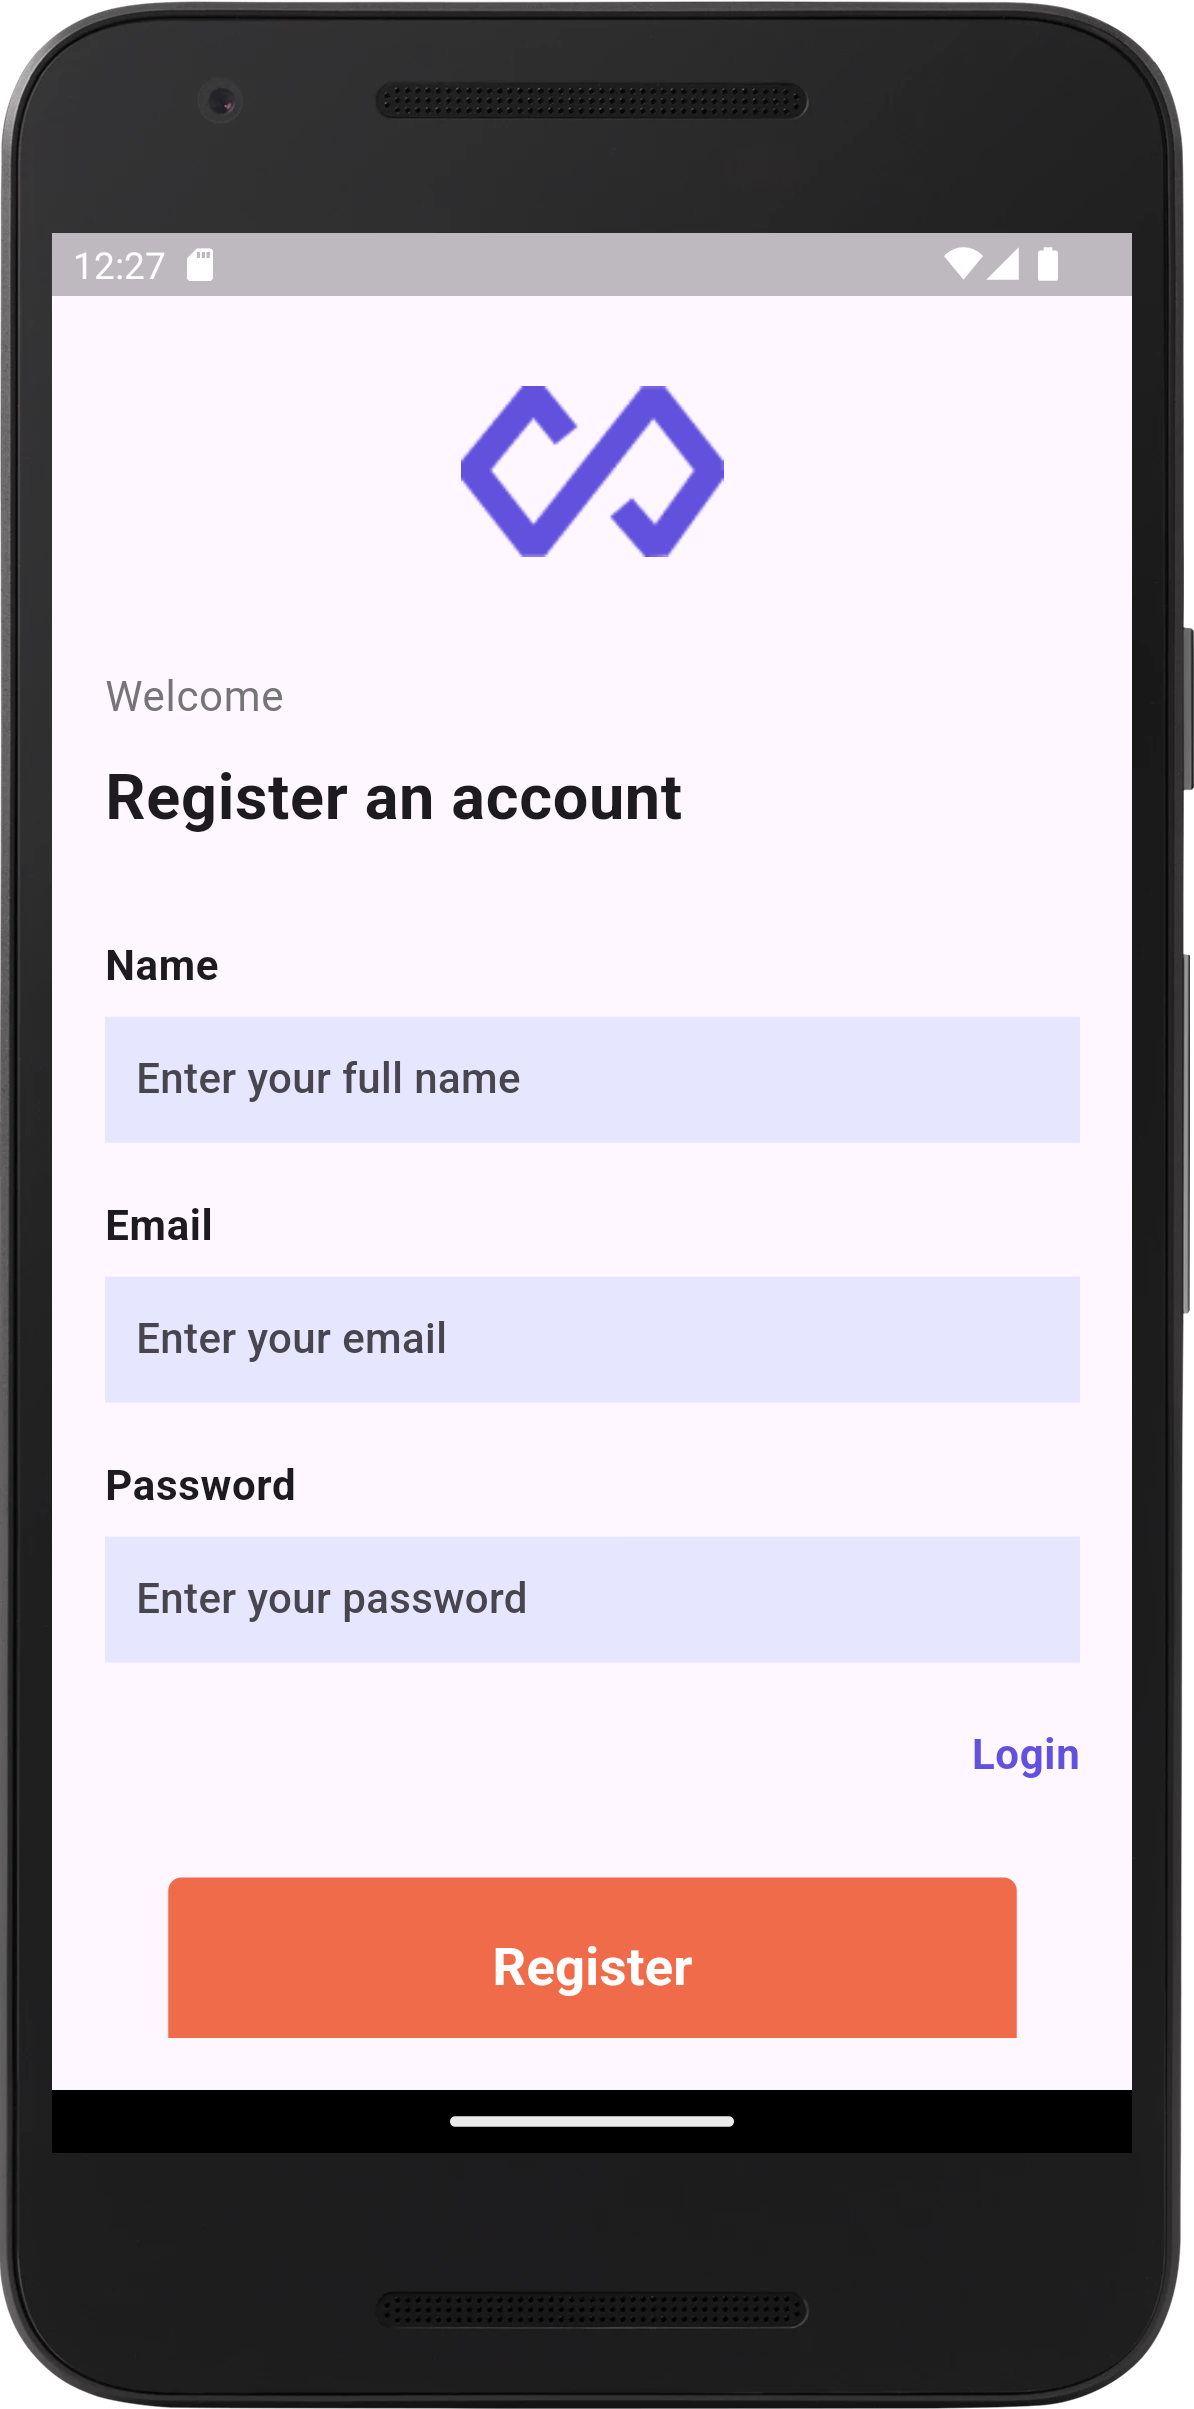 12:27
Welcome
Register an account
Name
Enter your full name
Email
Enter your email
Password
Enter your password
Login
Register